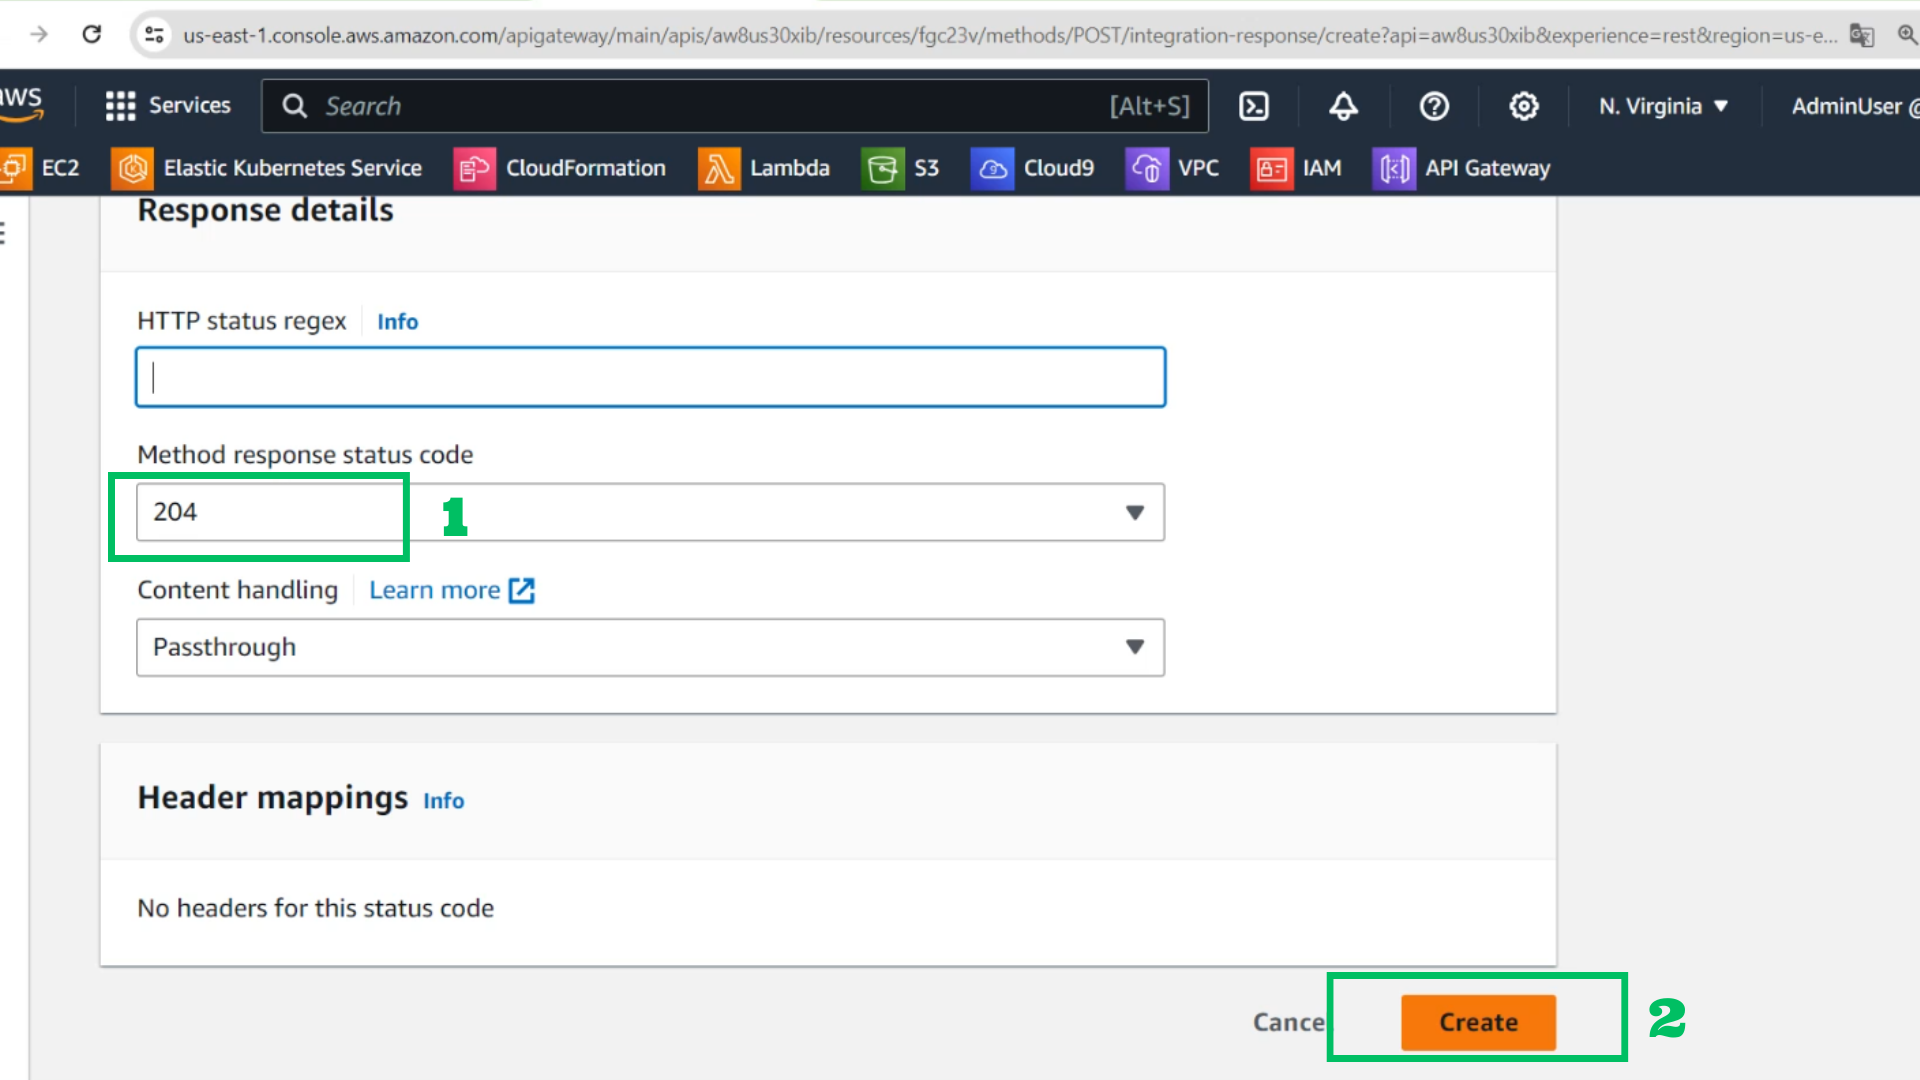 us-east-1.console.aws.amazon.com/apigateway/main/apis/aw8us30xib/resources/fgc23v/methods/POST/integration-response/create?api=aw8us30xib&experience=rest&region=us-e...
aws Services Search [Alt+S] N. Virginia ▼ AdminUser @
EC2 Elastic Kubernetes Service CloudFormation Lambda S3 Cloud9 VPC IAM API Gateway
Response details
HTTP status regex Info
Method response status code
204 1
Content handling Learn more
Passthrough
Header mappings Info
No headers for this status code
Cance Create 2